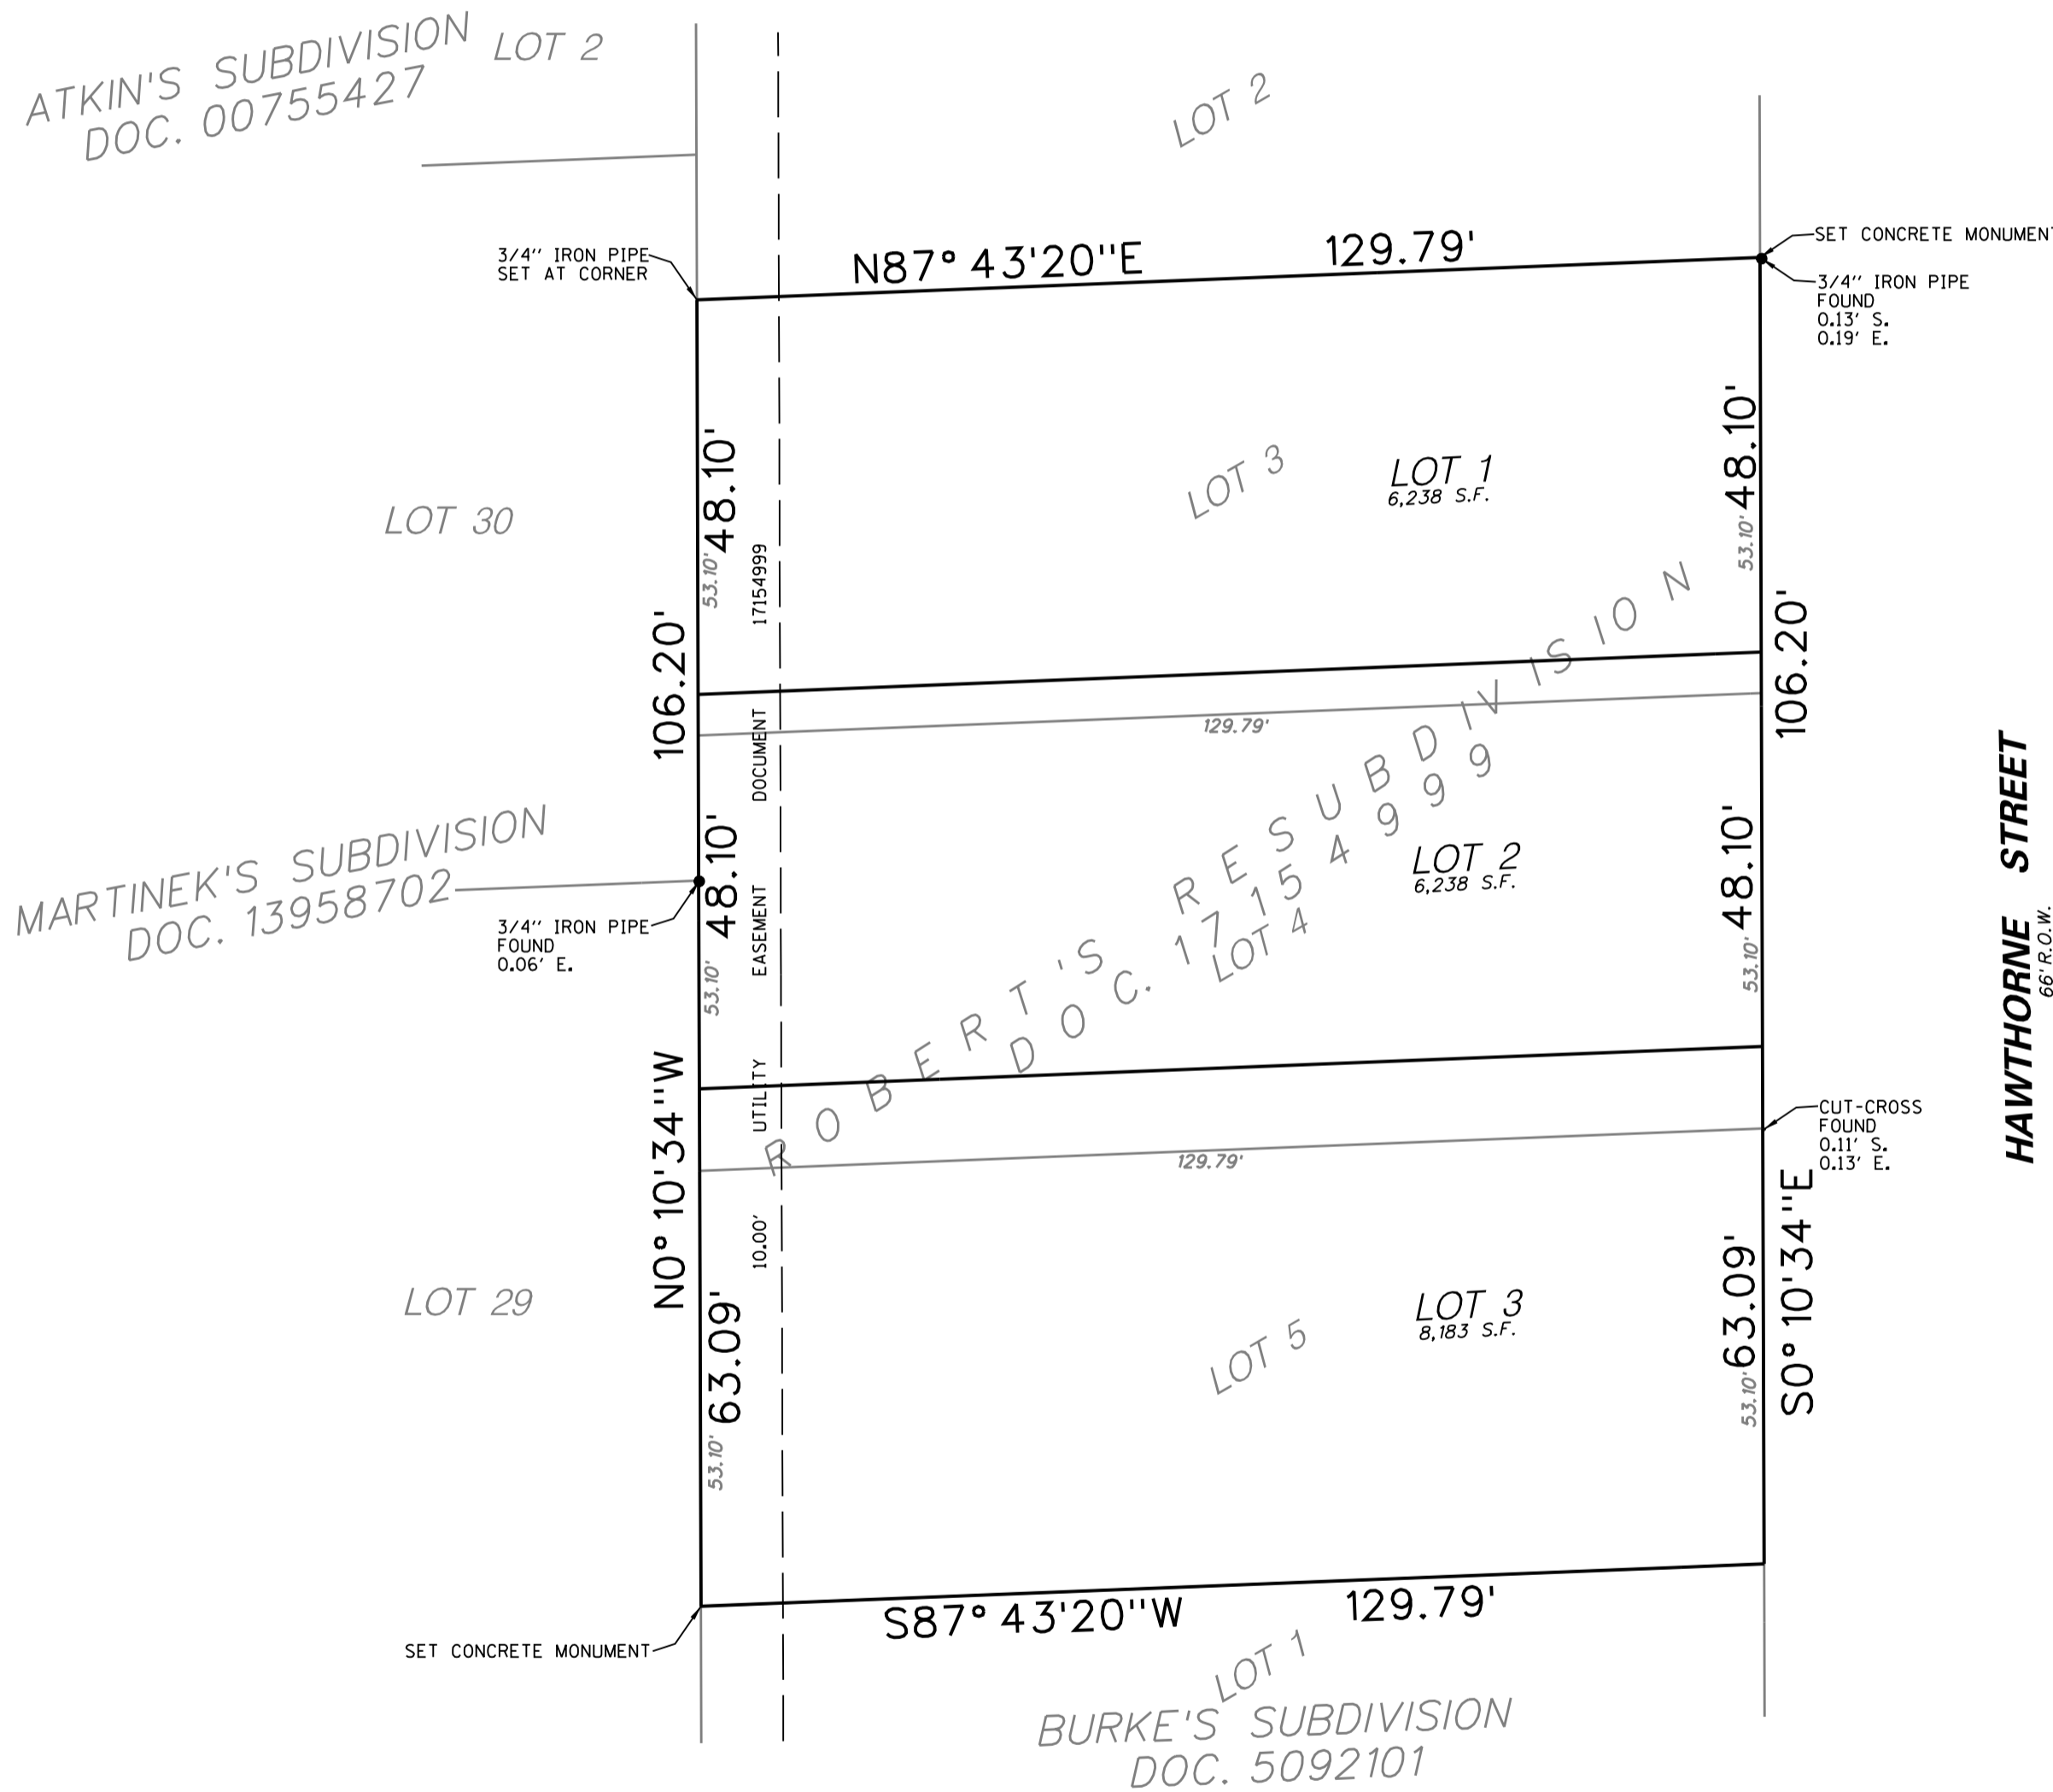 ATKIN'S SUBDIVISION
DOC. 00755427
LOT 2
LOT 2
3/4'' IRON PIPE
SET AT CORNER
N87° 43'20''E 129.79'
SET CONCRETE MONUMENT
3/4'' IRON PIPE
FOUND
0.13' S.
0.19' E.
LOT 30
48.10'
53.10'
LOT 3
LOT 1
6,238 S.F.
48.10'
53.10'
106.20'
106.20'
129.79'
MARTINEK'S SUBDIVISION
DOC. 13958702
3/4'' IRON PIPE
FOUND
0.06' E.
48.10'
53.10'
10.00' UTILITY EASEMENT DOCUMENT 17154999
ROBERT'S RESUBDIVISION
DOC. 17154999
LOT 4
LOT 2
6,238 S.F.
48.10'
53.10'
HAWTHORNE STREET
66' R.O.W.
129.79'
CUT-CROSS
FOUND
0.11' S.
0.13' E.
N0° 10'34''W
S0° 10'34''E
LOT 29
63.09'
53.10'
LOT 5
LOT 3
8,183 S.F.
63.09'
53.10'
SET CONCRETE MONUMENT
S87° 43'20''W 129.79'
LOT 1
BURKE'S SUBDIVISION
DOC. 5092101